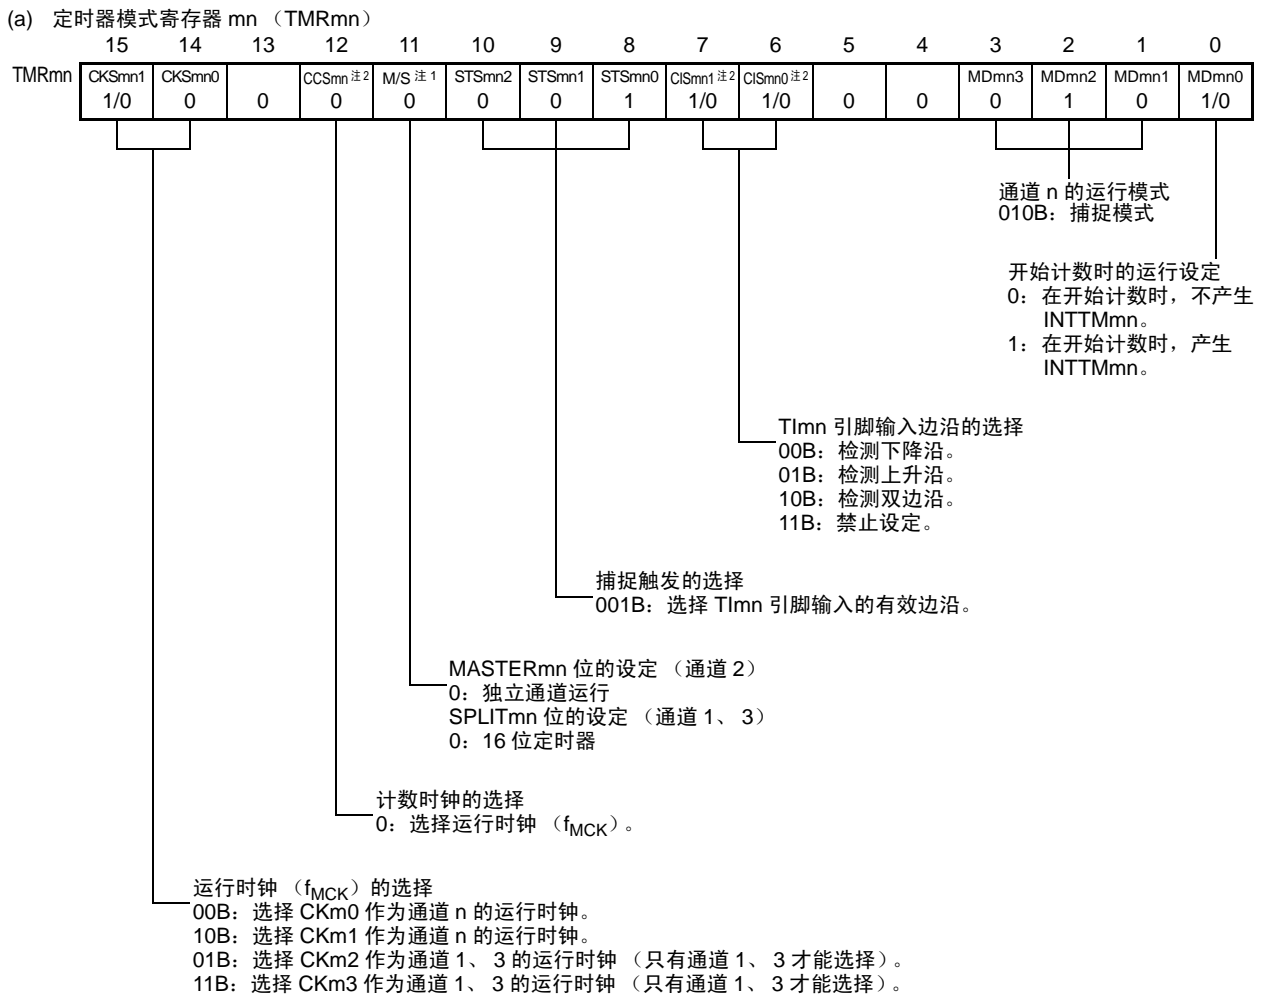 (a) 定时器模式寄存器 mn （TMRmn）
15 14 13 12 11 10 9 8 7 6 5 4 3 2 1 0
TMRmn CKSmn1 CKSmn0 CCSmn 注2 M/S 注1 STSmn2 STSmn1 STSmn0 CISmn1 注2 CISmn0 注2 MDmn3 MDmn2 MDmn1 MDmn0
1/0 0 0 0 0 0 0 1 1/0 1/0 0 0 0 1 0 1/0
通道 n 的运行模式
010B：捕捉模式
开始计数时的运行设定
0：在开始计数时，不产生
INTTMmn。
1：在开始计数时，产生
INTTMmn。
TImn 引脚输入边沿的选择
00B：检测下降沿。
01B：检测上升沿。
10B：检测双边沿。
11B：禁止设定。
捕捉触发的选择
001B：选择 TImn 引脚输入的有效边沿。
MASTERmn 位的设定 （通道 2）
0：独立通道运行
SPLITmn 位的设定 （通道 1、 3）
0：16 位定时器
计数时钟的选择
0：选择运行时钟 （fMCK）。
运行时钟 （fMCK）的选择
00B：选择 CKm0 作为通道 n 的运行时钟。
10B：选择 CKm1 作为通道 n 的运行时钟。
01B：选择 CKm2 作为通道 1、 3 的运行时钟 （只有通道 1、 3 才能选择）。
11B：选择 CKm3 作为通道 1、 3 的运行时钟 （只有通道 1、 3 才能选择）。